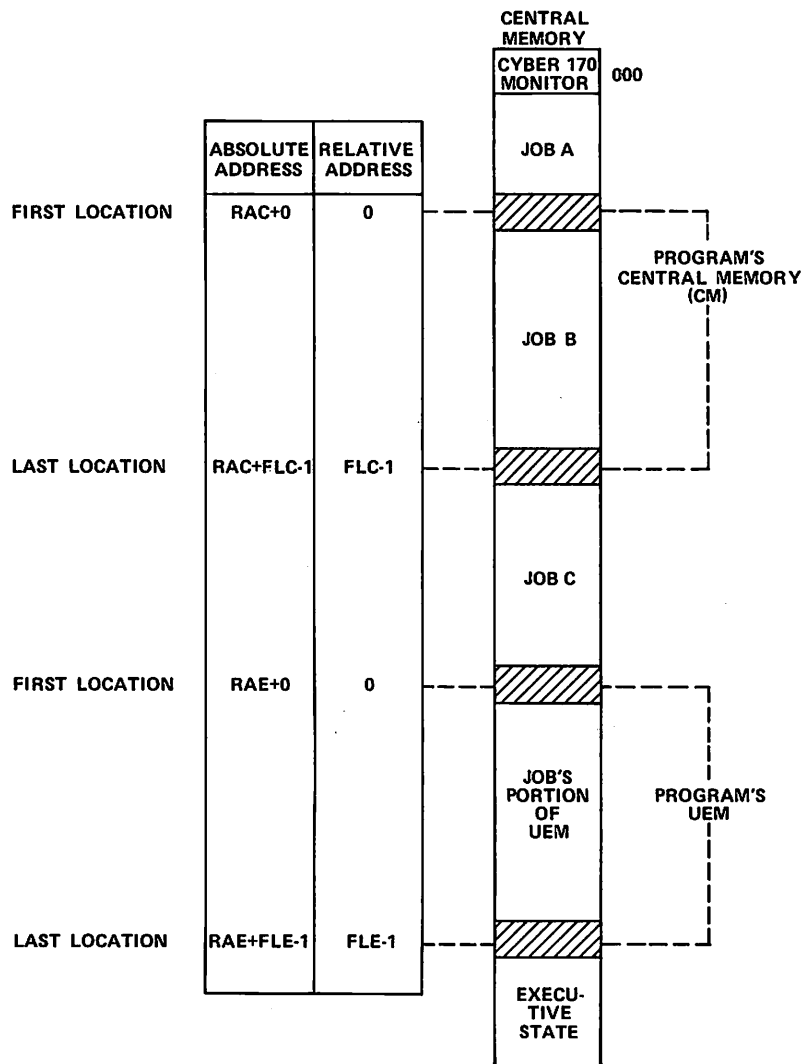 CENTRAL
MEMORY
CYBER 170
MONITOR
000
ABSOLUTE
ADDRESS
RELATIVE
ADDRESS
JOB A
FIRST LOCATION
RAC+0
0
PROGRAM'S
CENTRAL MEMORY
(CM)
JOB B
LAST LOCATION
RAC+FLC-1
FLC-1
JOB C
FIRST LOCATION
RAE+0
0
JOB'S
PORTION
OF
UEM
PROGRAM'S
UEM
LAST LOCATION
RAE+FLE-1
FLE-1
EXECU-
TIVE
STATE